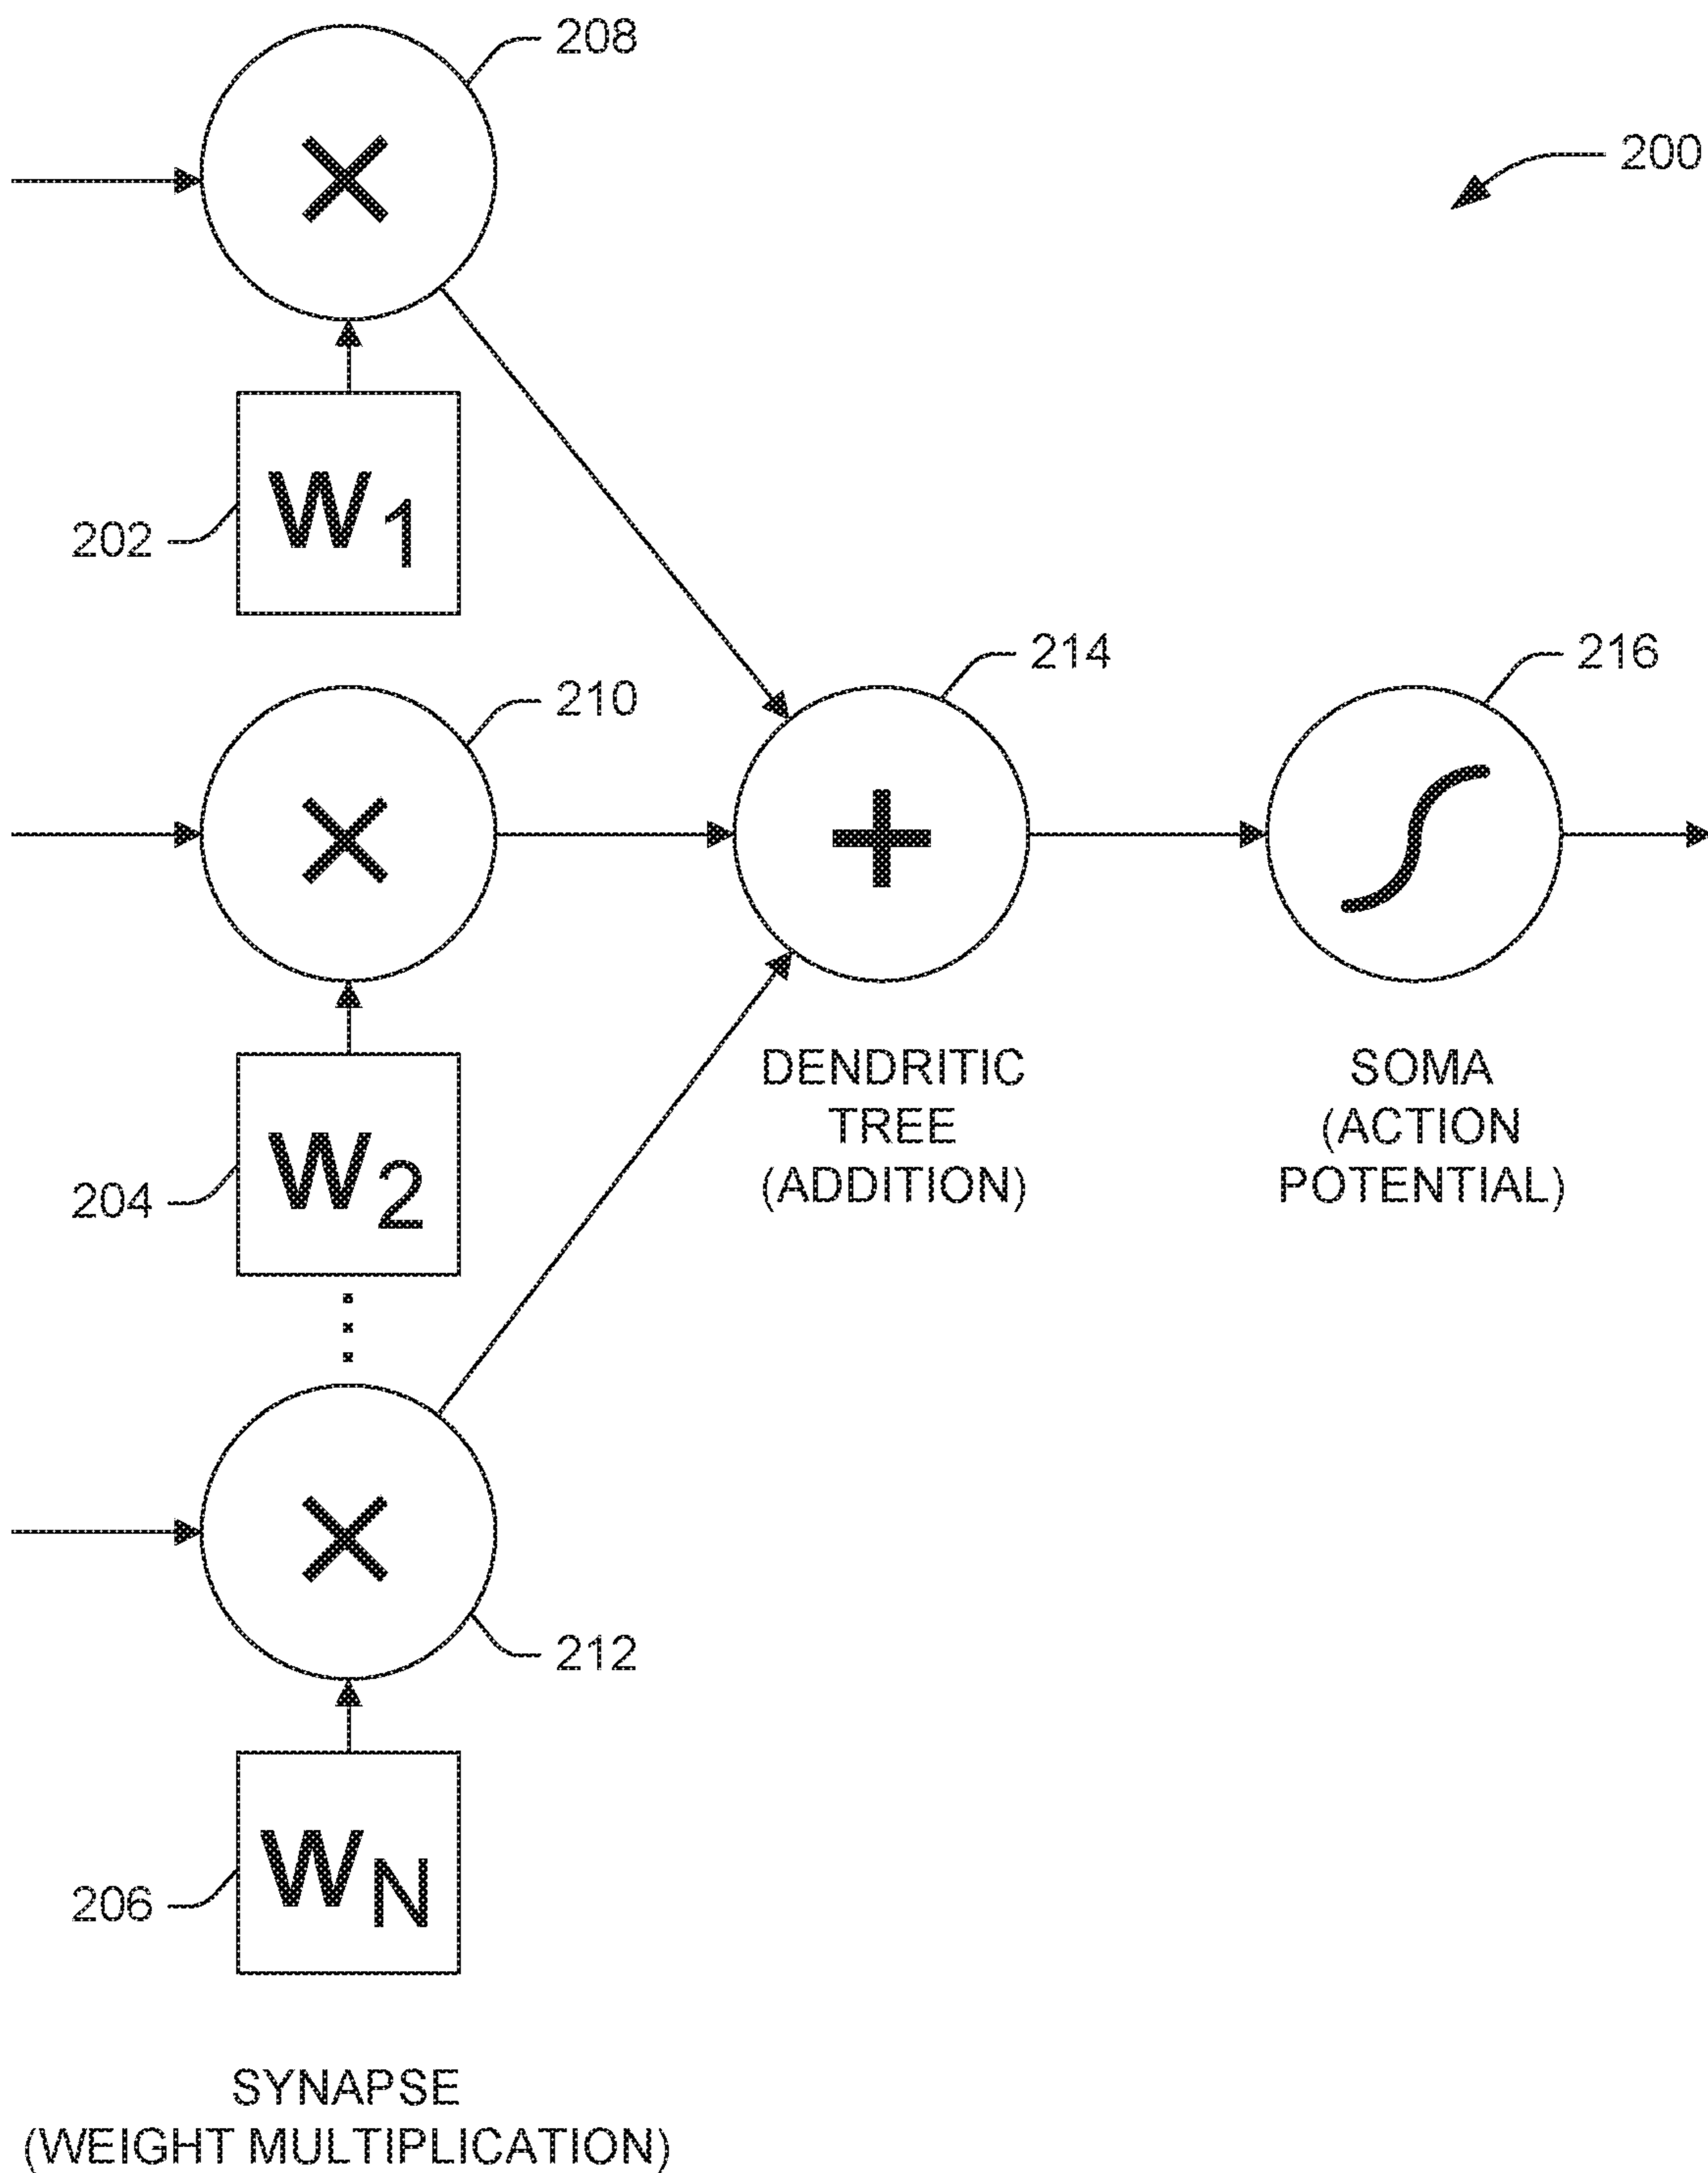 208
×
200
W1
202
214
216
210
×
+
DENDRITIC
TREE
(ADDITION)
SOMA
(ACTION
POTENTIAL)
W2
204
×
212
WN
206
SYNAPSE
(WEIGHT MULTIPLICATION)